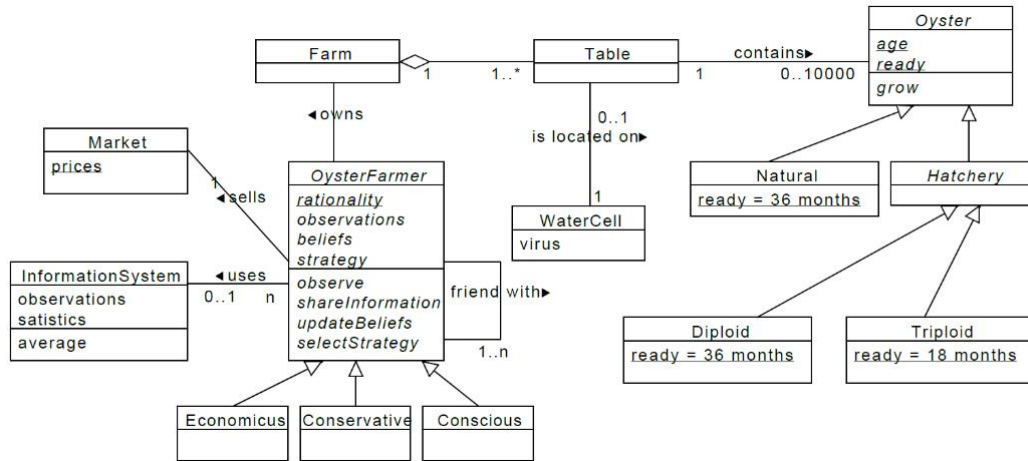 Oyster
age
ready
grow
Farm
1
1..*
Table
1
contains▶
0..10000
◀owns
0..1
is located on▶
1
Market
prices
1
◀sells
OysterFarmer
rationality
observations
beliefs
strategy
observe
shareInformation
updateBeliefs
selectStrategy
WaterCell
virus
Natural
ready = 36 months
Hatchery
InformationSystem
observations
satistics
average
◀uses
0..1
n
friend with▶
1..n
Diploid
ready = 36 months
Triploid
ready = 18 months
Economicus
Conservative
Conscious